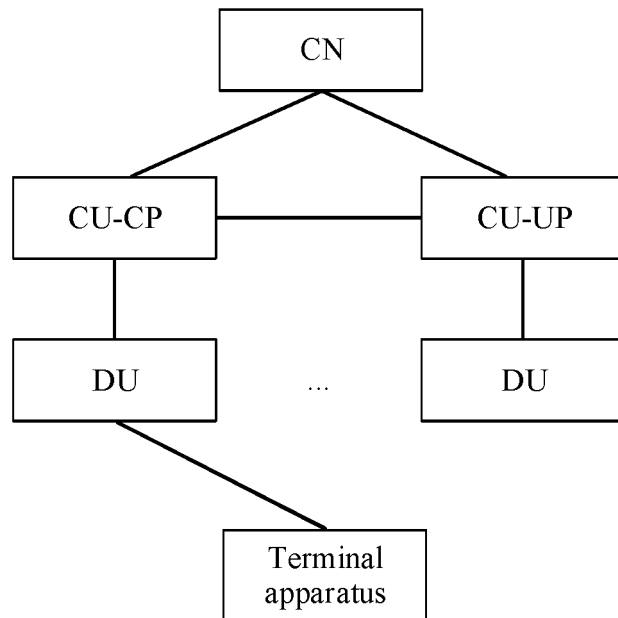 CN
CU-CP
CU-UP
DU
...
DU
Terminal
apparatus